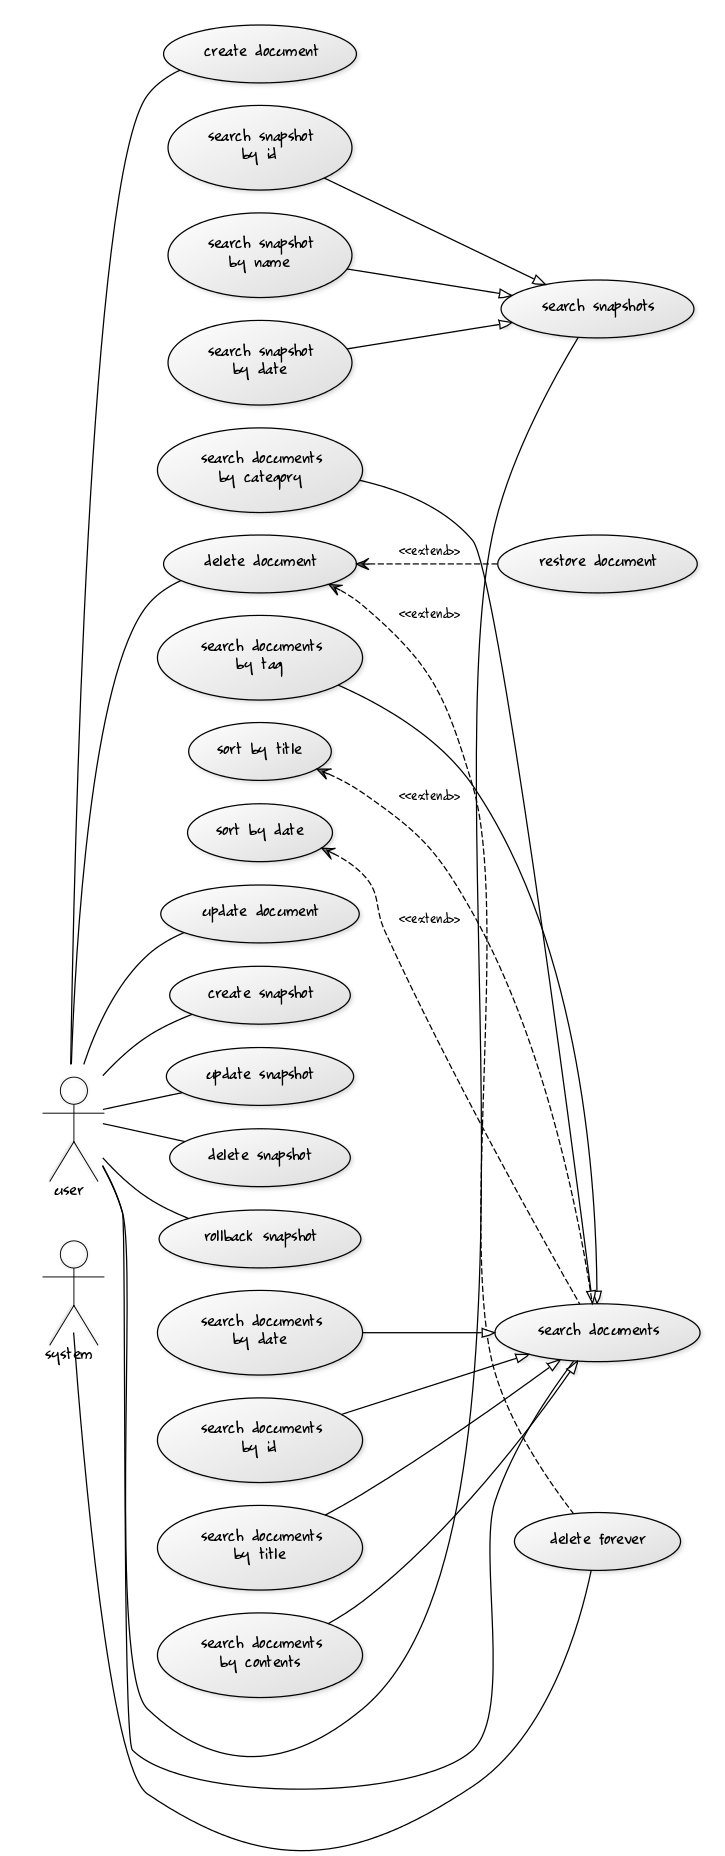 create document
search snapshot
by id
search snapshot
by name
search snapshots
search snapshot
by date
search documents
by category
<<extend>>
delete document
restore document
<<extend>>
search documents
by tag
sort by title
<<extend>>
sort by date
update document
<<extend>>
create snapshot
update snapshot
delete snapshot
user
rollback snapshot
search documents
by date
search documents
system
search documents
by id
search documents
by title
delete forever
search documents
by contents